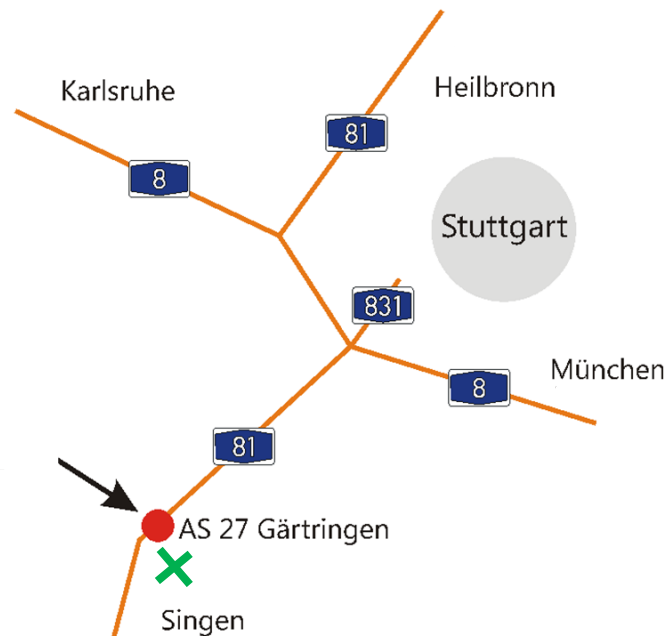 Karlsruhe
Heilbronn
81
8
Stuttgart
831
München
8
81
AS 27 Gärtringen
Singen